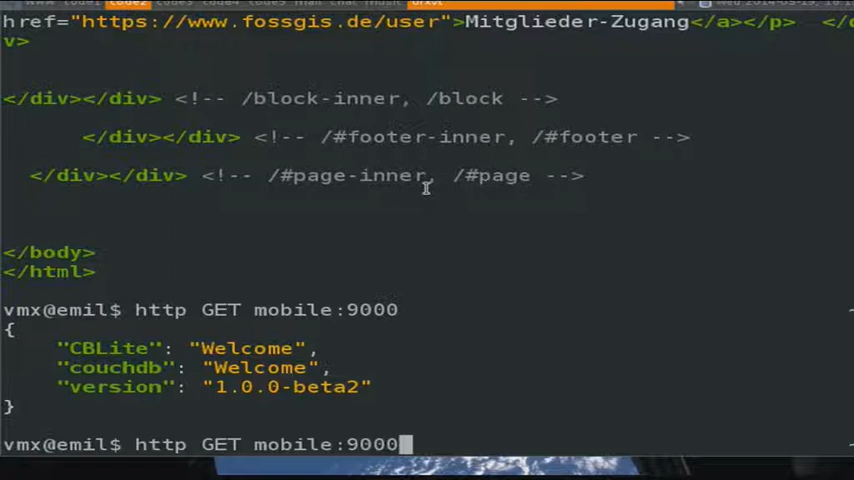 href="https://www.fossgis.de/user">Mitglieder-Zugang</a></p>
v>
</div></div> <!-- /block-inner, /block -->
</div></div> <!-- /#footer-inner, /#footer -->
</div></div> <!-- /#page-inner, /#page -->
</body>
</html>
vmx@emil$ http GET mobile:9000
{
"CBLite": "Welcome",
"couchdb": "Welcome",
"version": "1.0.0-beta2"
}
vmx@emil$ http GET mobile:9000